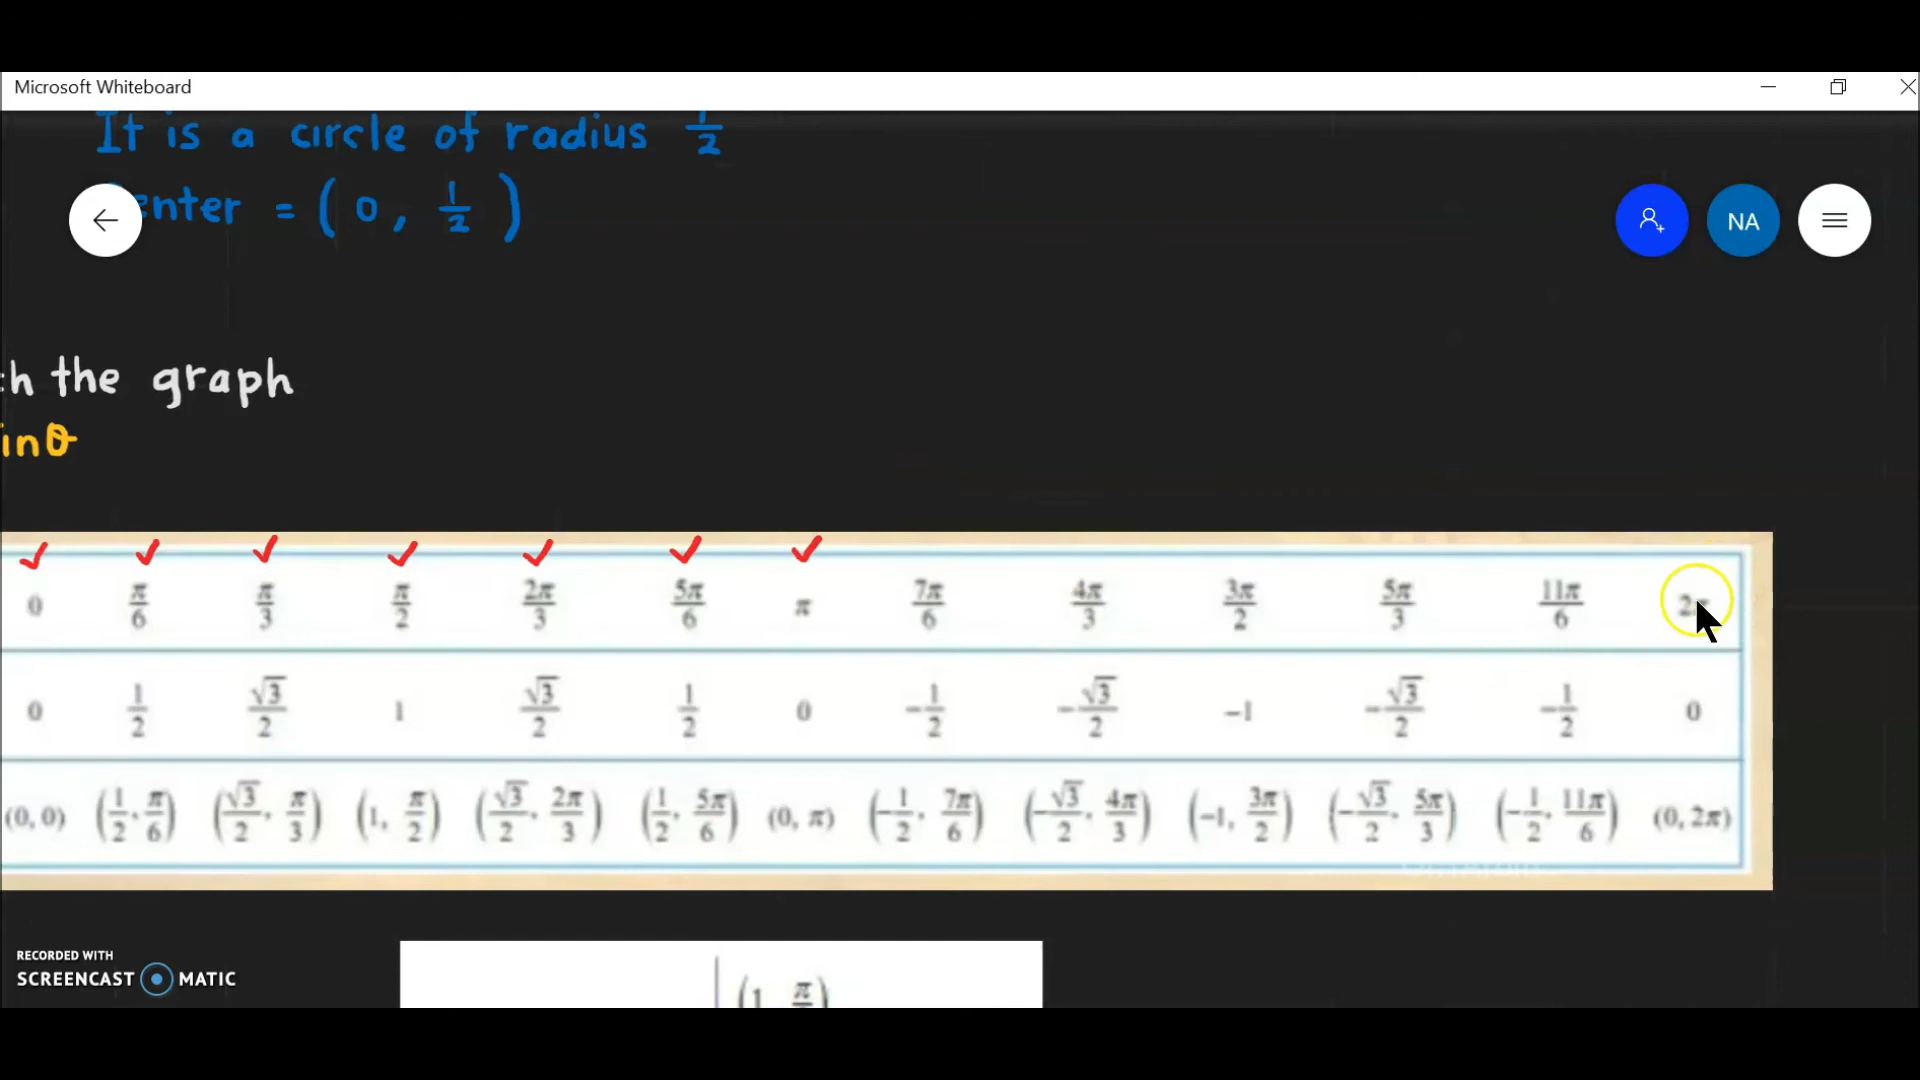 Microsoft Whiteboard
It is a circle of radius 1/2
enter = ( 0 , 1/2 )
NA
h the graph
inθ
0 π/6 π/3 π/2 2π/3 5π/6 π 7π/6 4π/3 3π/2 5π/3 11π/6 2π
0 1/2 √3/2 1 √3/2 1/2 0 -1/2 -√3/2 -1 -√3/2 -1/2 0
(0, 0) (1/2, π/6) (√3/2, π/3) (1, π/2) (√3/2, 2π/3) (1/2, 5π/6) (0, π) (-1/2, 7π/6) (-√3/2, 4π/3) (-1, 3π/2) (-√3/2, 5π/3) (-1/2, 11π/6) (0, 2π)
(1, π
RECORDED WITH
SCREENCAST MATIC